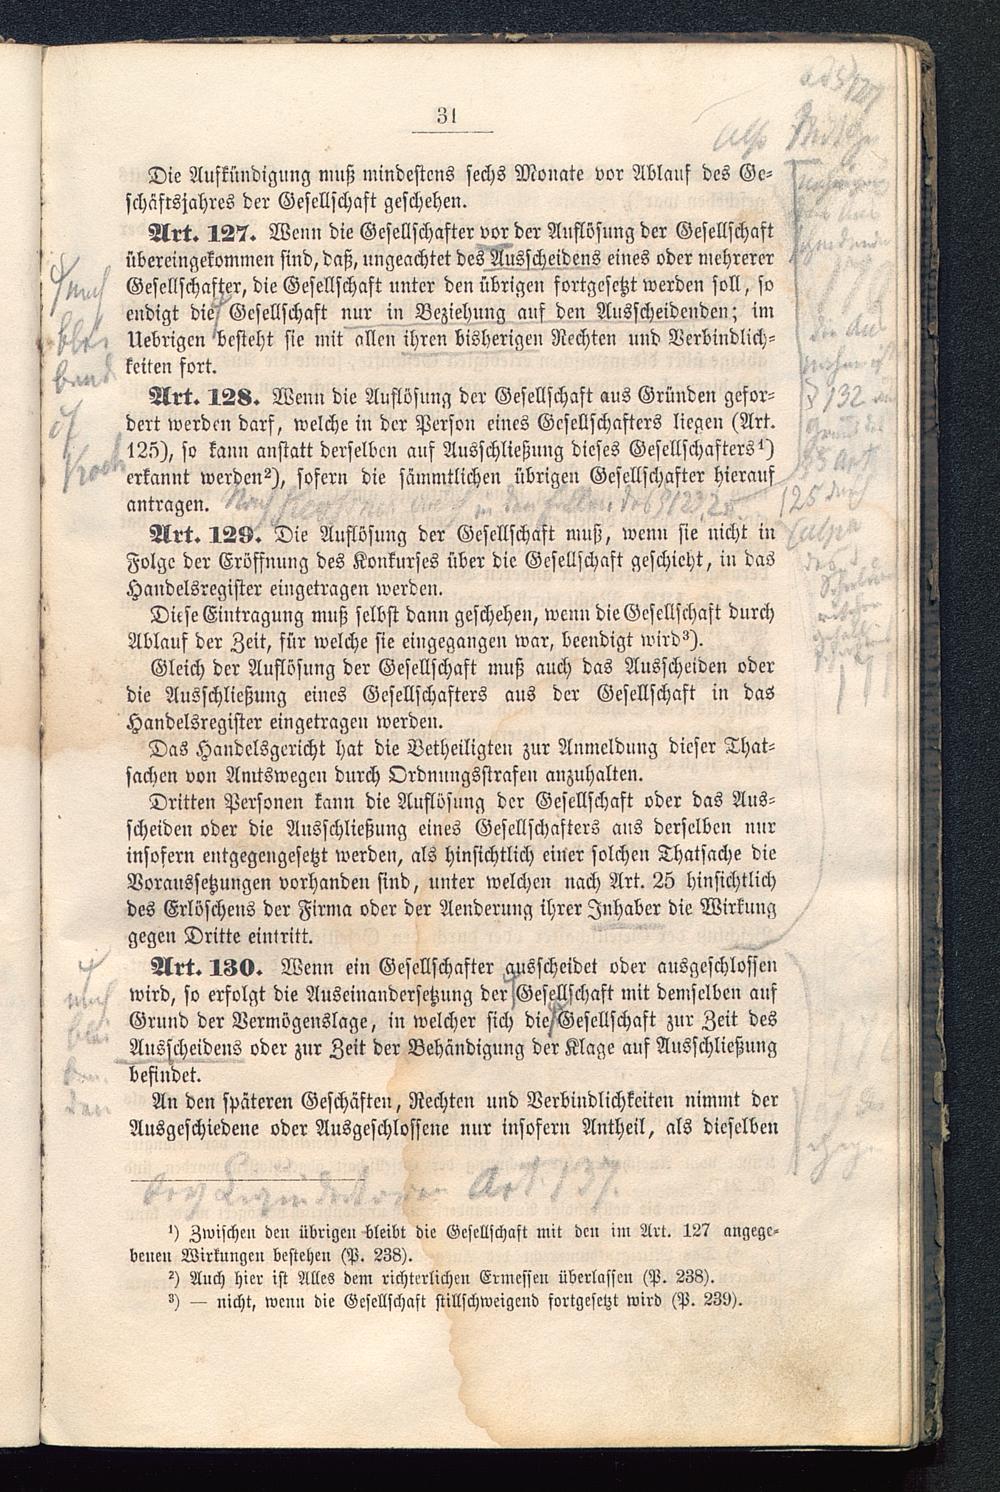 31
Die Aufkündigung muß mindestens sechs Monate vor Ablauf des Ge-
schäftsjahres der Gesellschaft geschehen.
Art. 127. Wenn die Gesellschafter vor der Auflösung der Gesellschaft
übereingekommen sind, daß, ungeachtet des Ausscheidens eines oder mehrerer
Gesellschafter, die Gesellschaft unter den übrigen fortgesetzt werden soll, so
endigt die Gesellschaft nur in Beziehung auf den Ausscheidenden; im
Uebrigen besteht sie mit allen ihren bisherigen Rechten und Verbindlich-
keiten fort.
Art. 128. Wenn die Auflösung der Gesellschaft aus Gründen gefor-
dert werden darf, welche in der Person eines Gesellschafters liegen (Art.
125), so kann anstatt derselben auf Ausschließung dieses Gesellschafters¹)
erkannt werden²), sofern die sämmtlichen übrigen Gesellschafter hierauf
antragen.
Art. 129. Die Auflösung der Gesellschaft muß, wenn sie nicht in
Folge der Eröffnung des Konkurses über die Gesellschaft geschieht, in das
Handelsregister eingetragen werden.
Diese Eintragung muß selbst dann geschehen, wenn die Gesellschaft durch
Ablauf der Zeit, für welche sie eingegangen war, beendigt wird³).
Gleich der Auflösung der Gesellschaft muß auch das Ausscheiden oder
die Ausschließung eines Gesellschafters aus der Gesellschaft in das
Handelsregister eingetragen werden.
Das Handelsgericht hat die Betheiligten zur Anmeldung dieser That-
sachen von Amtswegen durch Ordnungsstrafen anzuhalten.
Dritten Personen kann die Auflösung der Gesellschaft oder das Aus-
scheiden oder die Ausschließung eines Gesellschafters aus derselben nur
insofern entgegengesetzt werden, als hinsichtlich einer solchen Thatsache die
Voraussetzungen vorhanden sind, unter welchen nach Art. 25 hinsichtlich
des Erlöschens der Firma oder der Aenderung ihrer Inhaber die Wirkung
gegen Dritte eintritt.
Art. 130. Wenn ein Gesellschafter ausscheidet oder ausgeschlossen
wird, so erfolgt die Auseinandersetzung der Gesellschaft mit demselben auf
Grund der Vermögenslage, in welcher sich die Gesellschaft zur Zeit des
Ausscheidens oder zur Zeit der Behändigung der Klage auf Ausschließung
befindet.
An den späteren Geschäften, Rechten und Verbindlichkeiten nimmt der
Ausgeschiedene oder Ausgeschlossene nur insofern Antheil, als dieselben
Art. 137.
¹) Zwischen den übrigen bleibt die Gesellschaft mit den im Art. 127 angege-
benen Wirkungen bestehen (P. 238).
²) Auch hier ist Alles dem richterlichen Ermessen überlassen (P. 238).
³) — nicht, wenn die Gesellschaft stillschweigend fortgesetzt wird (P. 239).